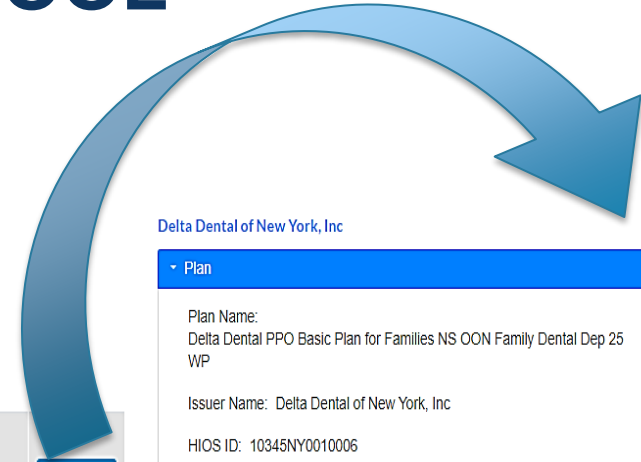 Delta Dental of New York, Inc
Plan
Plan Name:
Delta Dental PPO Basic Plan for Families NS OON Family Dental Dep 25
WP
Issuer Name: Delta Dental of New York, Inc
HIOS ID: 10345NY0010006